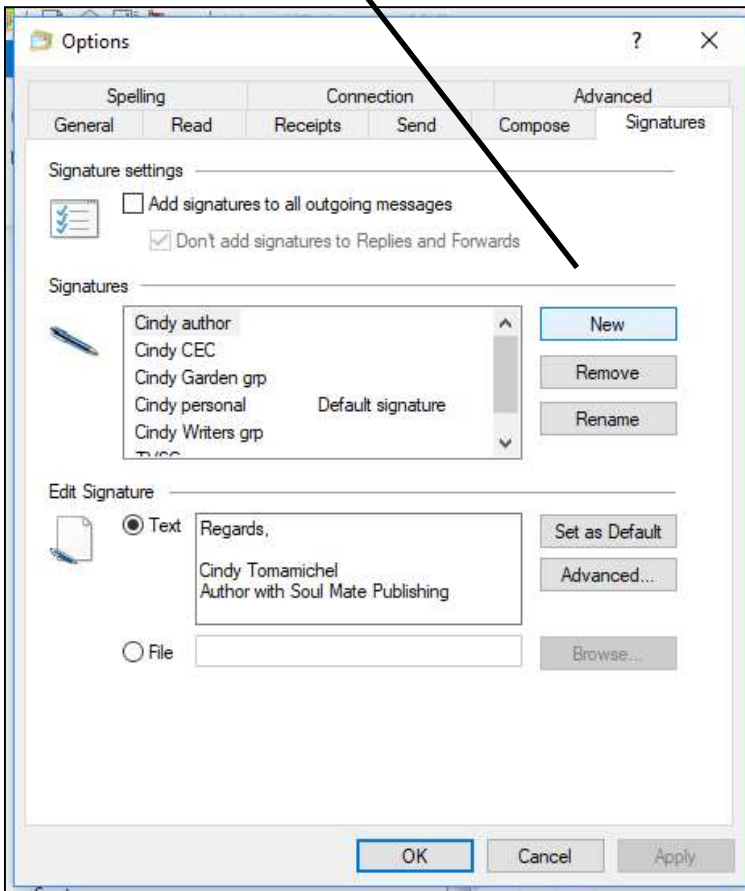 Options
Spelling Connection Advanced
General Read Receipts Send Compose Signatures
Signature settings
Add signatures to all outgoing messages
Don't add signatures to Replies and Forwards
Signatures
Cindy author
Cindy CEC
Cindy Garden grp
Cindy personal Default signature
Cindy Writers grp
New
Remove
Rename
Edit Signature
Text
Regards,
Cindy Tomamichel
Author with Soul Mate Publishing
Set as Default
Advanced...
File
Browse...
OK Cancel Apply